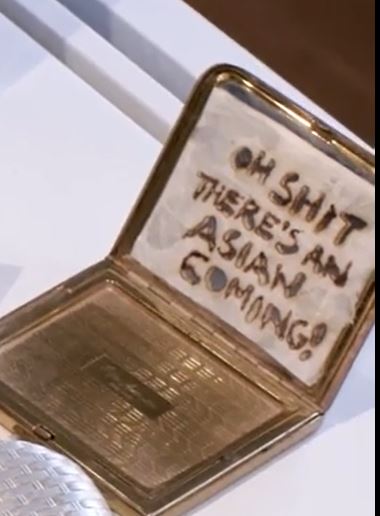 OH SHIT
THERE'S AN
ASIAN
COMING!